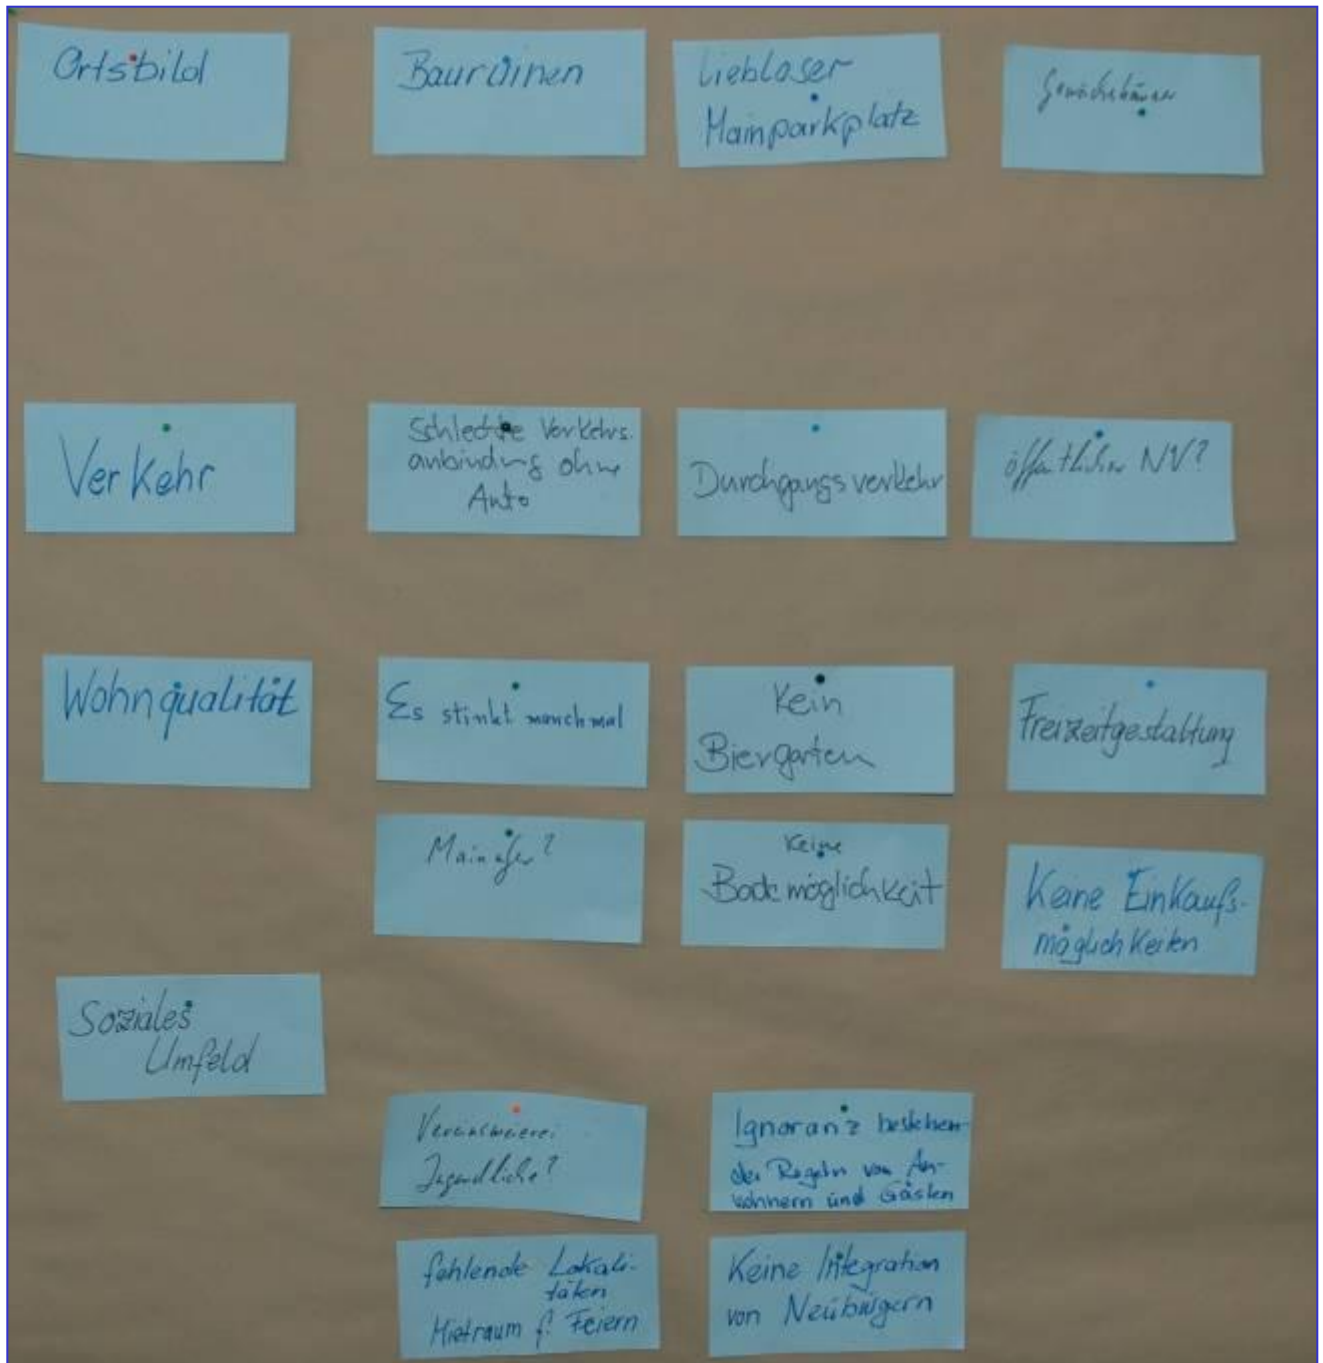 Ortsbild
Bauruinen
Liebloser
Mainparkplatz
Gewächshäuser
Verkehr
Schlechte Verkehrs-
anbindung ohne
Auto
Durchgangsverkehr
öffentlicher NV?
Wohnqualität
Es stinkt manchmal
Kein
Biergarten
Freizeitgestaltung
Mainufer?
Keine
Bademöglichkeit
Keine Einkaufs-
möglichkeiten
Soziales
Umfeld
Vereinsmeierei
Jugendliche?
Ignoranz bestehen-
der Regeln von An-
wohnern und Gästen
fehlende Lokali-
täten
Mietraum f. Feiern
Keine Integration
von Neubürgern